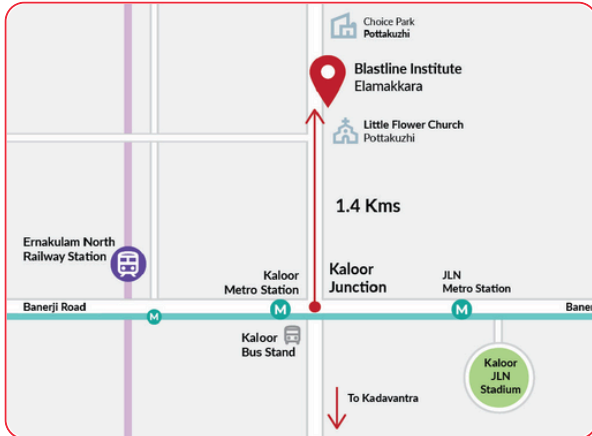 Choice Park
Pottakuzhi
Blastline Institute
Elamakkara
Little Flower Church
Pottakuzhi
1.4 Kms
Ernakulam North
Railway Station
Kaloor
Metro Station
Kaloor
Junction
JLN
Metro Station
Banerji Road
Baner
M
M
M
Kaloor
Bus Stand
Kaloor
JLN
Stadium
To Kadavantra